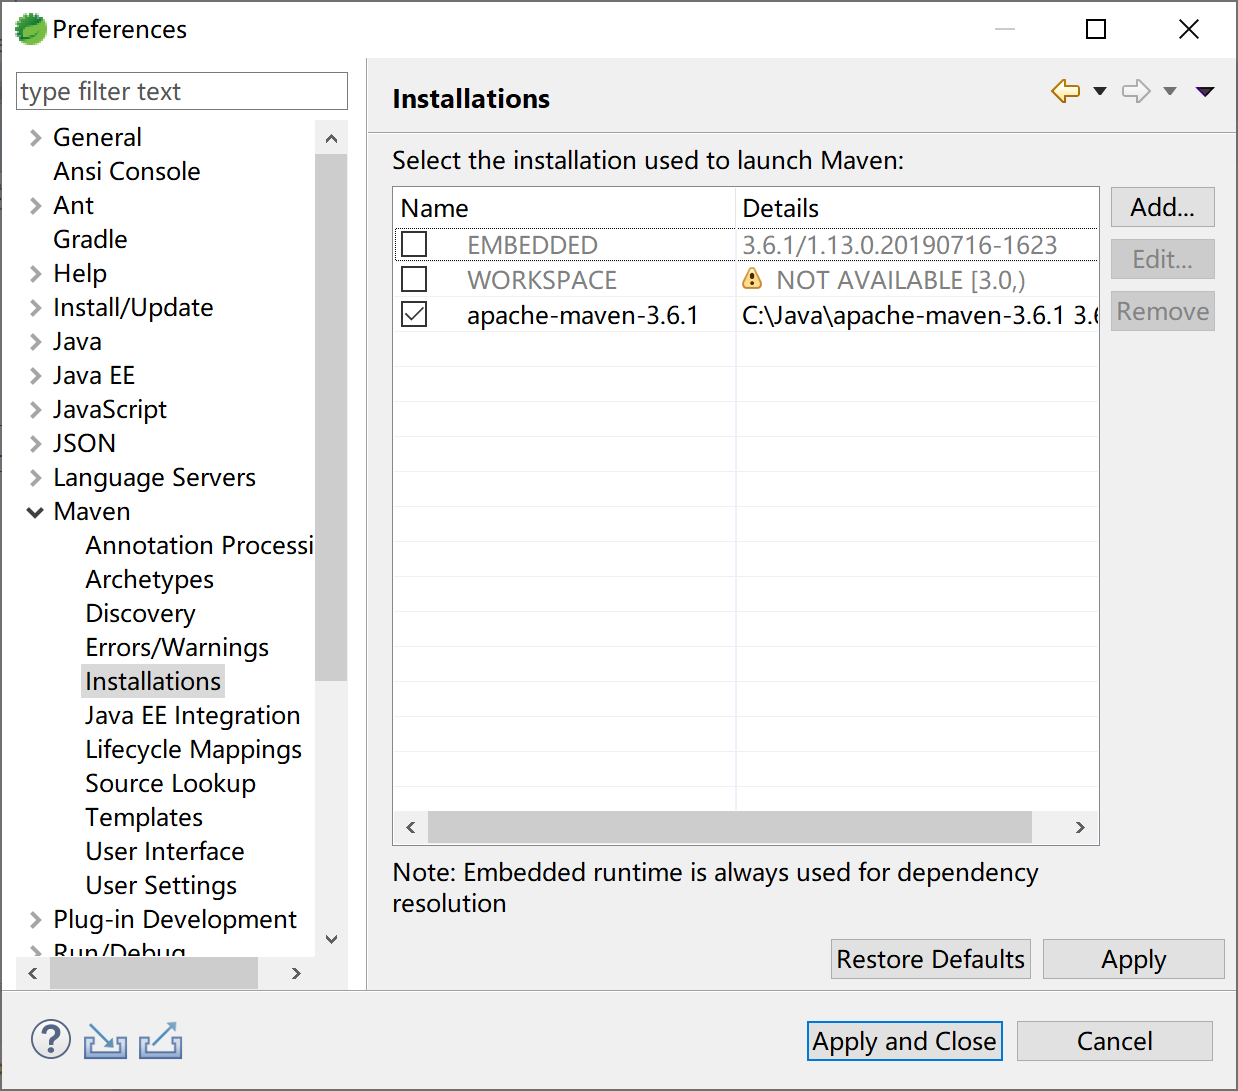 Preferences
type filter text
General
Ansi Console
Ant
Gradle
Help
Install/Update
Java
Java EE
JavaScript
JSON
Language Servers
Maven
Annotation Processi
Archetypes
Discovery
Errors/Warnings
Installations
Java EE Integration
Lifecycle Mappings
Source Lookup
Templates
User Interface
User Settings
Plug-in Development
Run/Debug
Installations
Select the installation used to launch Maven:
Name Details
EMBEDDED 3.6.1/1.13.0.20190716-1623
WORKSPACE NOT AVAILABLE [3.0,)
apache-maven-3.6.1 C:\Java\apache-maven-3.6.1 3.6
Add...
Edit...
Remove
Note: Embedded runtime is always used for dependency
resolution
Restore Defaults Apply
Apply and Close Cancel